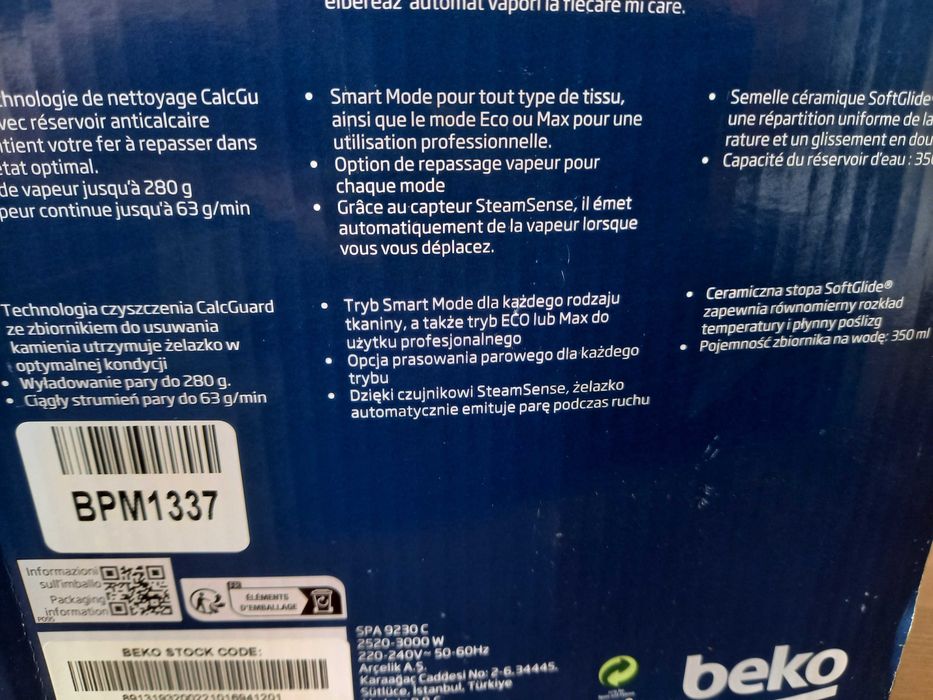 elberează automat vapori la fiecare mișcare.
chnologie de nettoyage CalcGu
vec réservoir anticalcaire
ntient votre fer à repasser dans
état optimal.
de vapeur jusqu'à 280 g
peur continue jusqu'à 63 g/min
• Smart Mode pour tout type de tissu,
ainsi que le mode Eco ou Max pour une
utilisation professionnelle.
• Option de repassage vapeur pour
chaque mode
• Grâce au capteur SteamSense, il émet
automatiquement de la vapeur lorsque
vous vous déplacez.
• Semelle céramique SoftGlide
une répartition uniforme de la
rature et un glissement en dou
• Capacité du réservoir d'eau : 35
Technologia czyszczenia CalcGuard
ze zbiornikiem do usuwania
kamienia utrzymuje żelazko w
optymalnej kondycji
• Wyładowanie pary do 280 g.
• Ciągły strumień pary do 63 g/min
• Tryb Smart Mode dla każdego rodzaju
tkaniny, a także tryb ECO lub Max do
użytku profesjonalnego
• Opcja prasowania parowego dla każdego
trybu
• Dzięki czujnikowi SteamSense, żelazko
automatycznie emituje parę podczas ruchu
• Ceramiczna stopa SoftGlide®
zapewnia równomierny rozkład
temperatury i płynny poślizg
• Pojemność zbiornika na wodę: 350 ml
BPM1337
Informazioni
sull'imballo
Packaging
information
P095
FR
ÉLÉMENTS
D'EMBALLAGE
BEKO STOCK CODE:
8913193200221016941201
SPA 9230 C
2520-3000 W
220-240V~ 50-60Hz
Arçelik A.Ş.
Karaağaç Caddesi No: 2-6,34445,
Sütlüce, İstanbul, Türkiye
beko